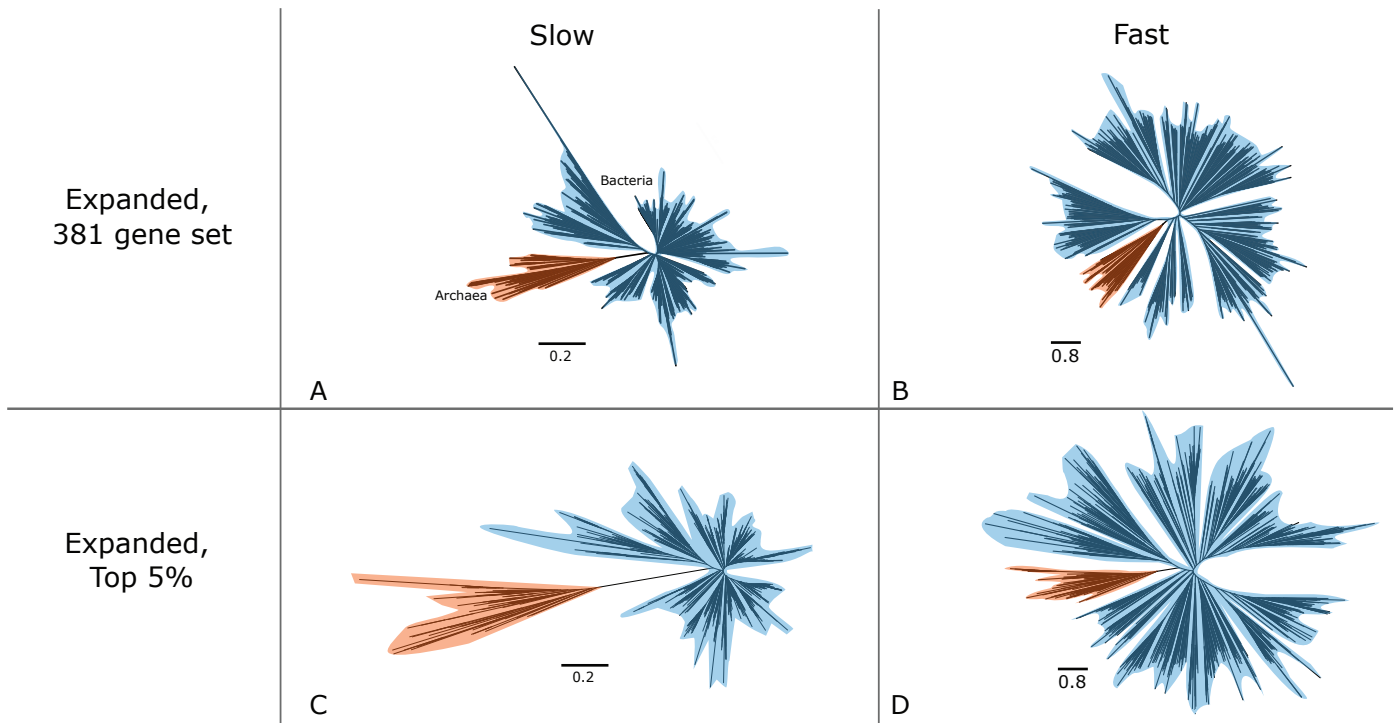 Slow
Fast
Expanded,
381 gene set
Bacteria
Archaea
0.2
0.8
A
B
Expanded,
Top 5%
0.2
0.8
C
D